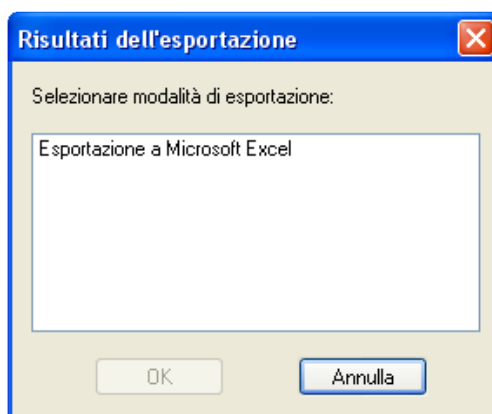 Risultati dell'esportazione
Selezionare modalità di esportazione:
Esportazione a Microsoft Excel
OK
Annulla